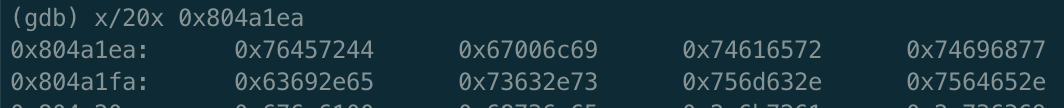 (gdb) x/20x 0x804a1ea
0x804a1ea: 0x76457244 0x67006c69 0x74616572 0x74696877
0x804a1fa: 0x63692e65 0x73632e73 0x756d632e 0x7564652e